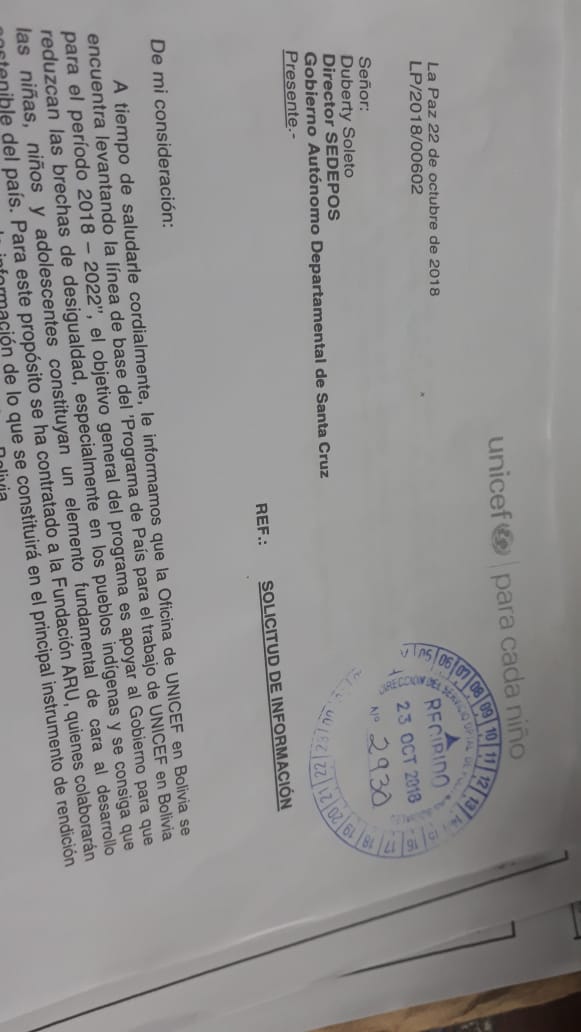 unicef | para cada niño
La Paz 22 de octubre de 2018
LP/2018/00602
RECIBIDO
23 OCT 2018
Nº 2930
Señor:
Duberty Soleto
Director SEDEPOS
Gobierno Autónomo Departamental de Santa Cruz
Presente.-
REF.: SOLICITUD DE INFORMACIÓN
De mi consideración:
A tiempo de saludarle cordialmente, le informamos que la Oficina de UNICEF en Bolivia se
encuentra levantando la línea de base del 'Programa de País para el trabajo de UNICEF en Bolivia
para el período 2018 – 2022", el objetivo general del programa es apoyar al Gobierno para que
reduzcan las brechas de desigualdad, especialmente en los pueblos indígenas y se consiga que
las niñas, niños y adolescentes constituyan un elemento fundamental de cara al desarrollo
sostenible del país. Para este propósito se ha contratado a la Fundación ARU, quienes colaborarán
información de lo que se constituirá en el principal instrumento de rendición
Bolivia